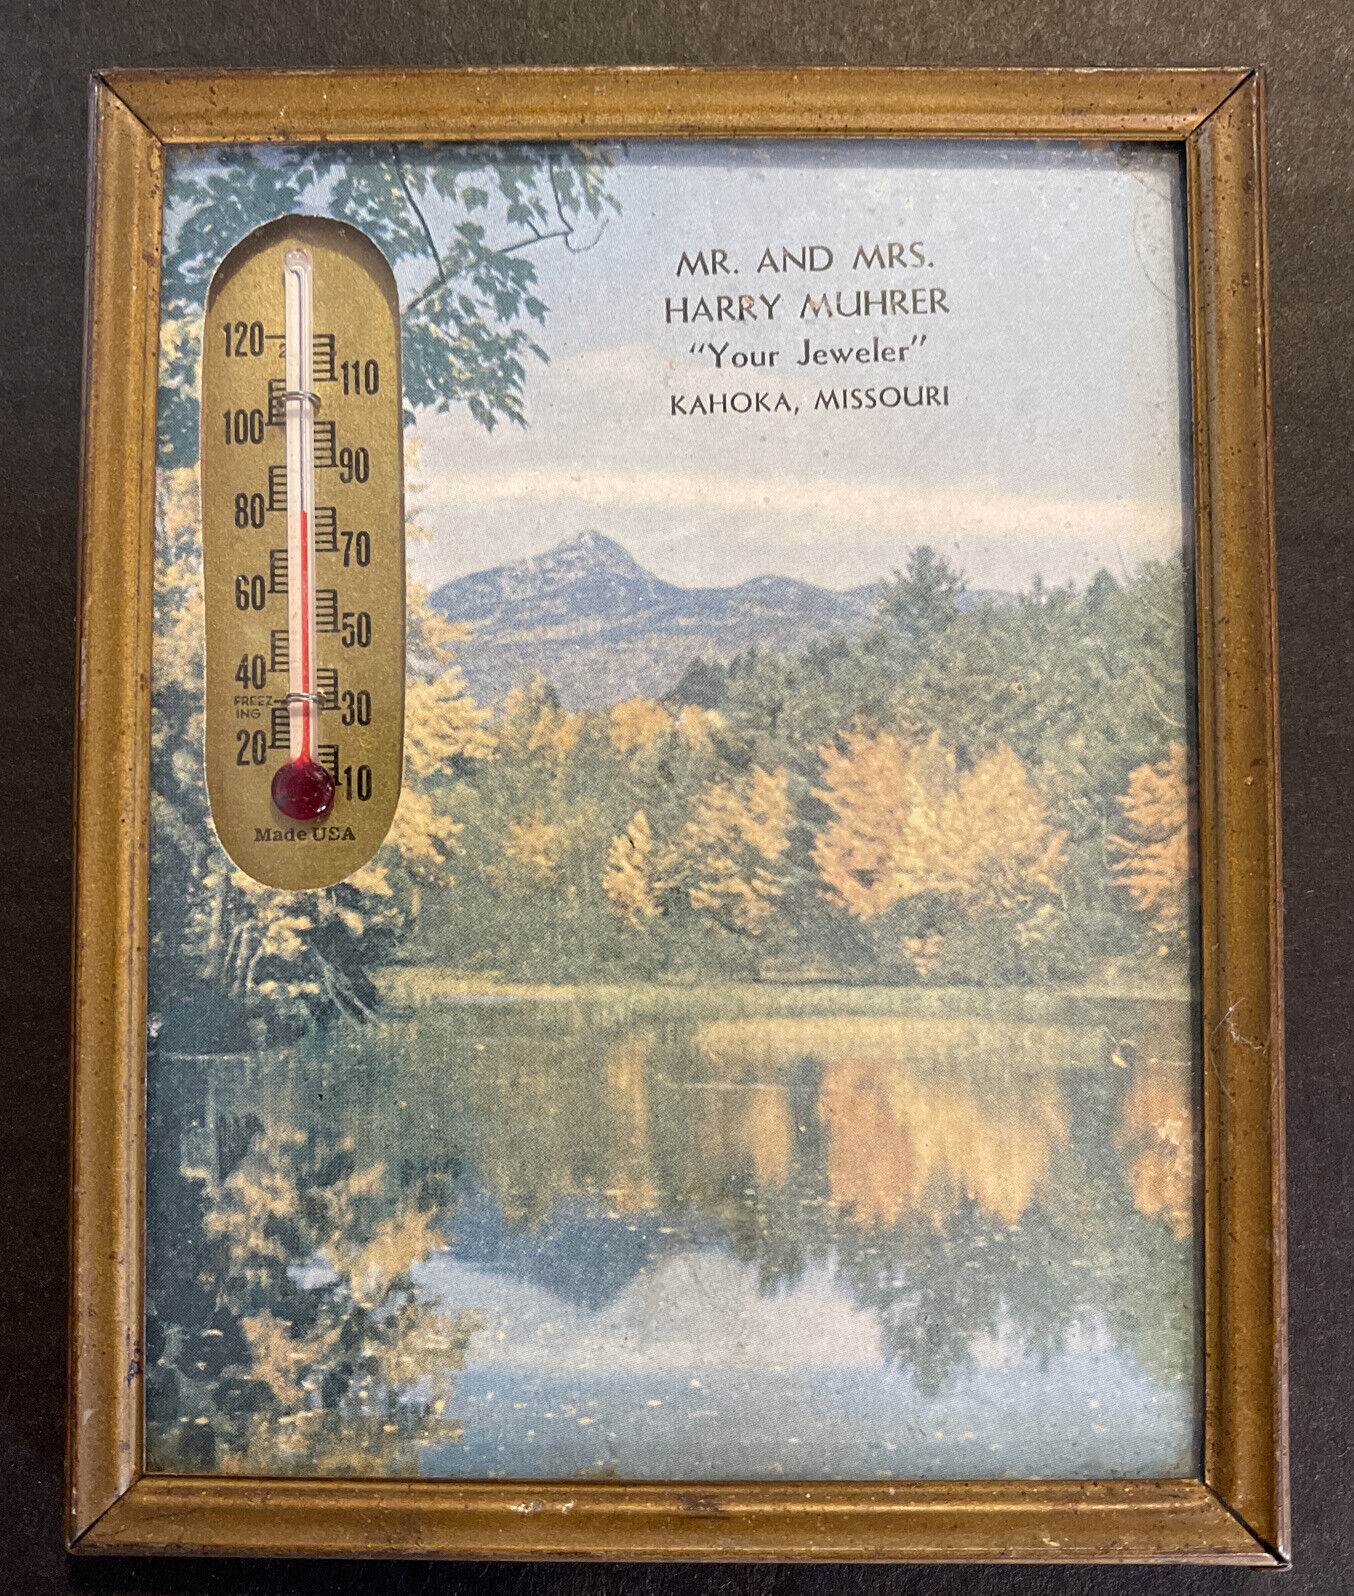 MR. AND MRS.
HARRY MUHRER
"Your Jeweler"
KAHOKA, MISSOURI
120
110
100
90
80
70
60
50
40
FREEZ-
ING
30
20
10
Made USA